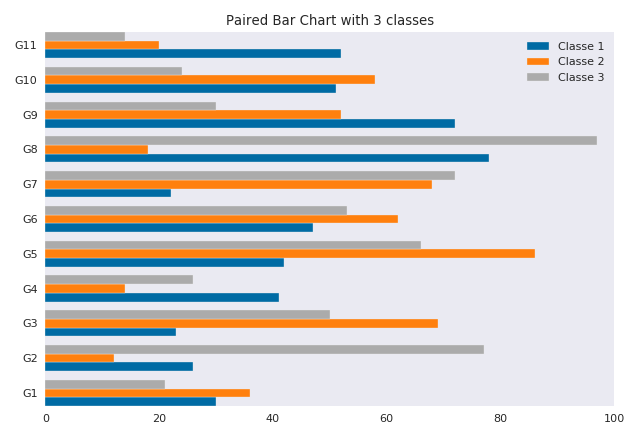 Paired Bar Chart with 3 classes
G11
G10
G9
G8
G7
G6
G5
G4
G3
G2
G1
Classe 1
Classe 2
Classe 3
0 20 40 60 80 100